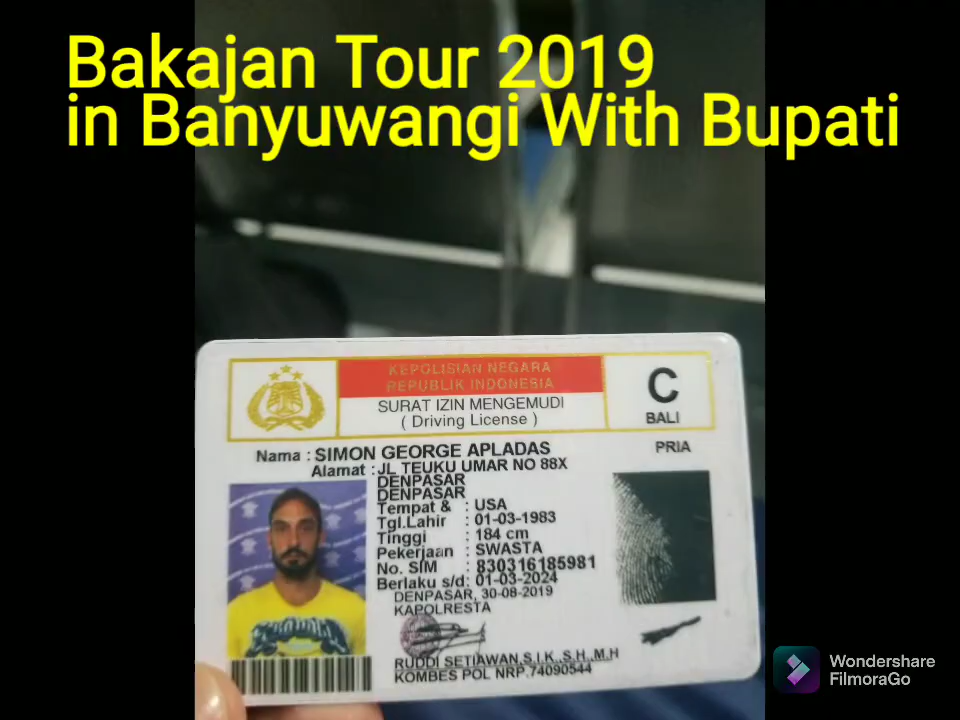 Bakajan Tour 2019
in Banyuwangi With Bupati
KEPOLISIAN NEGARA
REPUBLIK INDONESIA
SURAT IZIN MENGEMUDI
( Driving License )
C
BALI
PRIA
Nama : SIMON GEORGE APLADAS
Alamat : JL TEUKU UMAR NO 88X
DENPASAR
DENPASAR
Tempat & : USA
Tgl.Lahir : 01-03-1983
Tinggi : 184 cm
Pekerjaan : SWASTA
No. SIM : 830316185981
Berlaku s/d: 01-03-2024
DENPASAR, 30-08-2019
KAPOLRESTA
RUDDI SETIAWAN,S.I.K.,S.H.,M.H
KOMBES POL NRP.74090544
Wondershare
FilmoraGo